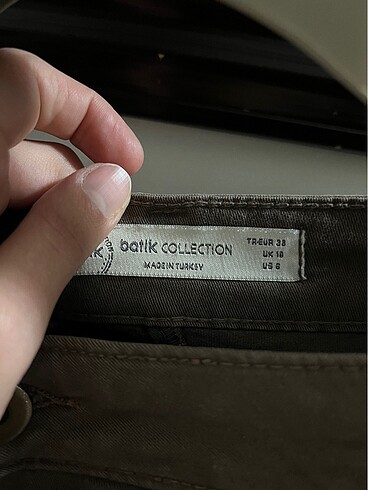 batik COLLECTION
MADE IN TURKEY
TR-EUR 38
UK 10
US 6